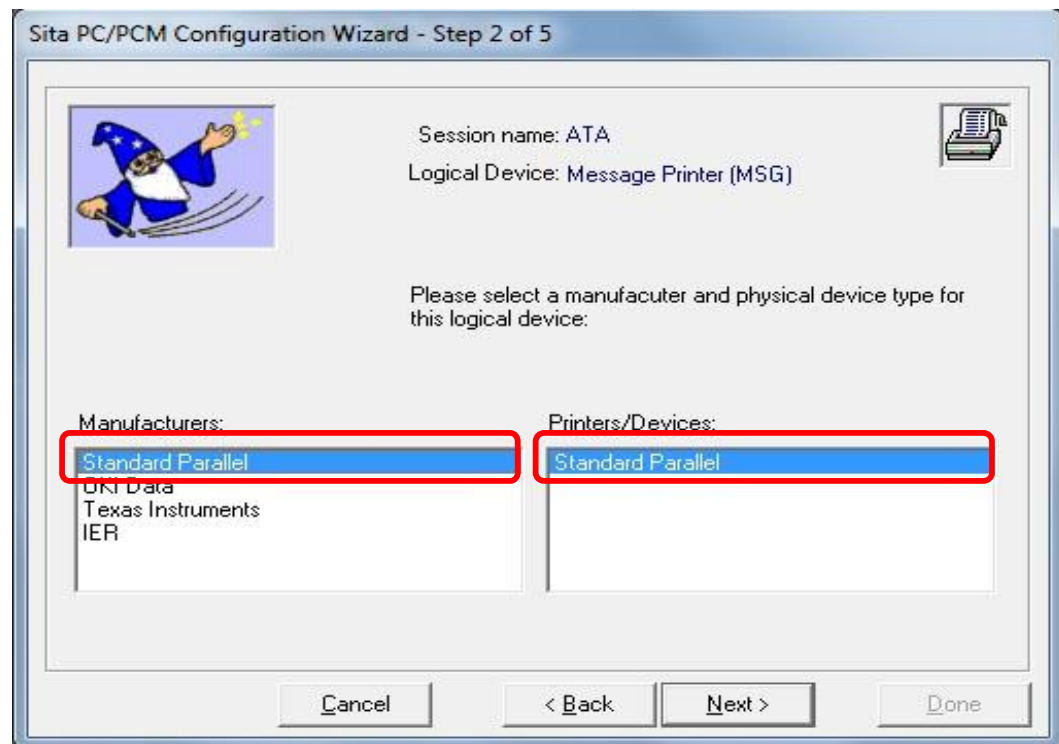 Sita PC/PCM Configuration Wizard - Step 2 of 5
Session name: ATA
Logical Device: Message Printer (MSG)
Please select a manufacuter and physical device type for
this logical device:
Manufacturers:
Standard Parallel
OKI Data
Texas Instruments
IER
Printers/Devices:
Standard Parallel
Cancel
< Back
Next >
Done